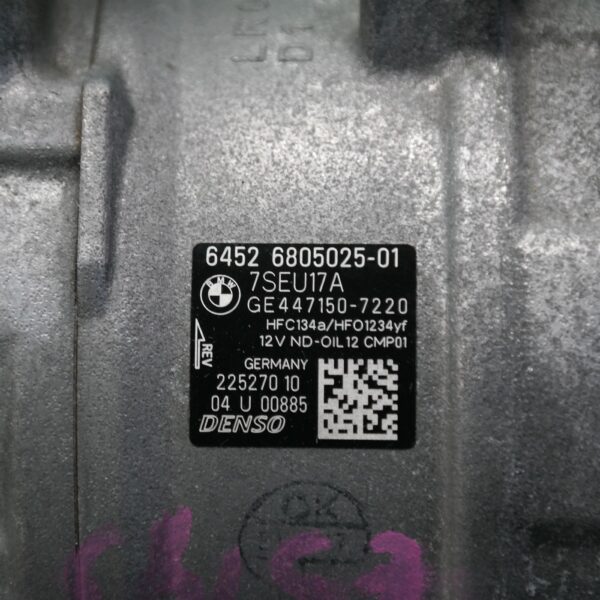 6452 6805025-01
BMW
7SEU17A
GE447150-7220
HFC134a/HFO1234yf
12V ND-OIL12 CMP01
REV
GERMANY
225270 10
04 U 00885
DENSO
OK